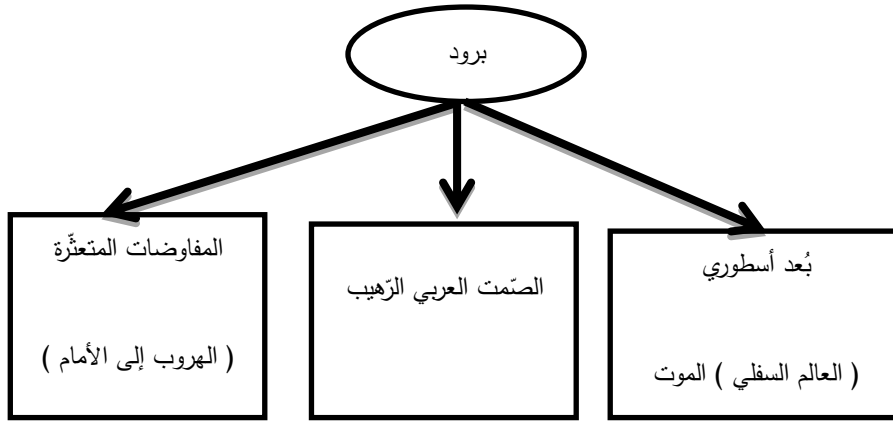 برود
بُعد أسطوري
( العالم السفلي ) الموت
الصّمت العربي الرّهيب
المفاوضات المتعثّرة
( الهروب إلى الأمام )